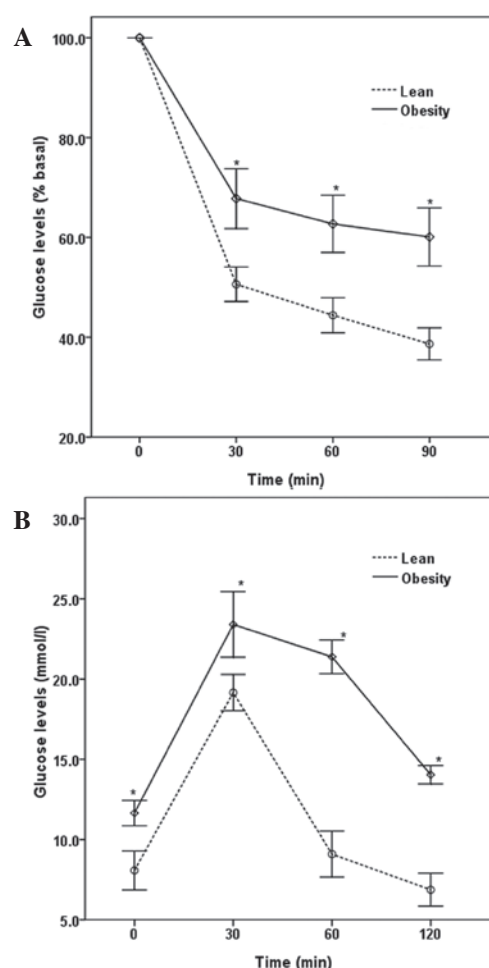 A
100.0
80.0
60.0
40.0
20.0
Glucose levels (% basal)
Lean
Obesity
*
*
*
0 30 60 90
Time (min)
B
30.0
25.0
20.0
15.0
10.0
5.0
Glucose levels (mmol/l)
Lean
Obesity
*
*
*
*
0 30 60 120
Time (min)